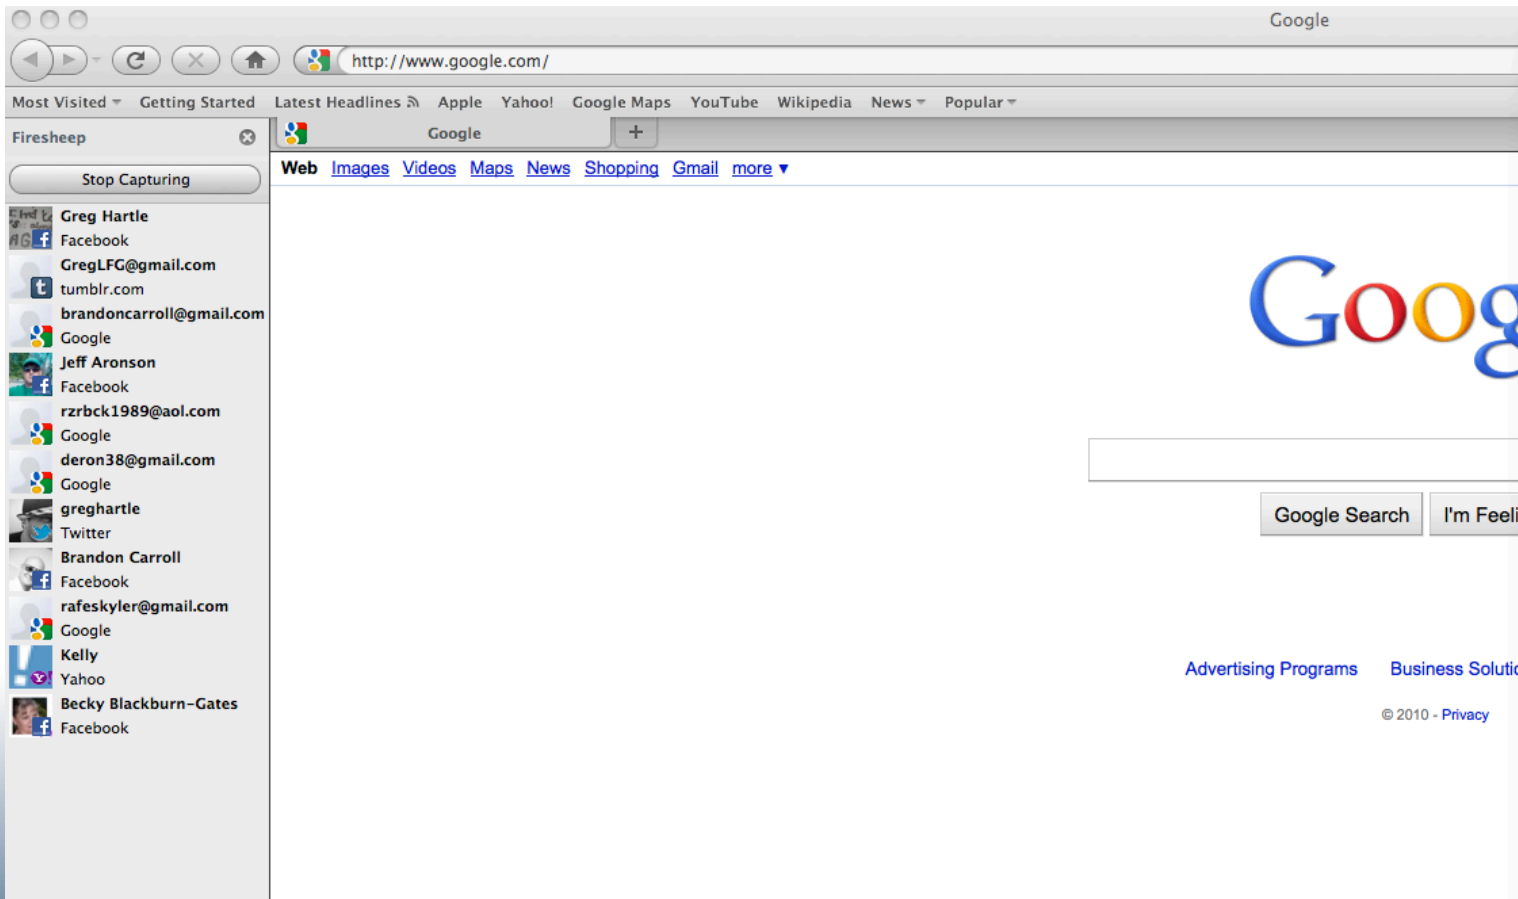 Google
http://www.google.com/
Most Visited Getting Started Latest Headlines Apple Yahoo! Google Maps YouTube Wikipedia News Popular
Firesheep
Google
Stop Capturing
Web Images Videos Maps News Shopping Gmail more
Greg Hartle
Facebook
GregLFG@gmail.com
tumblr.com
brandoncarroll@gmail.com
Google
Jeff Aronson
Facebook
rzrbck1989@aol.com
Google
deron38@gmail.com
Google
greghartle
Twitter
Brandon Carroll
Facebook
rafeskyler@gmail.com
Google
Kelly
Yahoo
Becky Blackburn-Gates
Facebook
Goog
Google Search I'm Feeli
Advertising Programs Business Solutio
© 2010 - Privacy